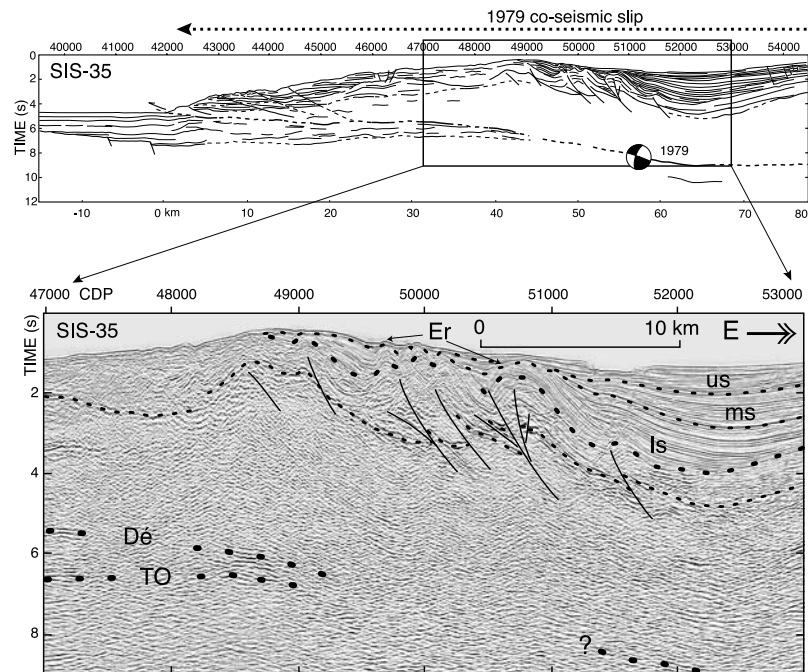 1979 co-seismic slip
40000 41000 42000 43000 44000 45000 46000 47000 48000 49000 50000 51000 52000 53000 54000
SIS-35
TIME (s)
0
2
4
6
8
10
12
1979
-10 0 km 10 20 30 40 50 60 70 80
47000 CDP 48000 49000 50000 51000 52000 53000
TIME (s)
SIS-35
Er
0 10 km
E
us
2
ms
ls
4
Dé
6
TO
8
?